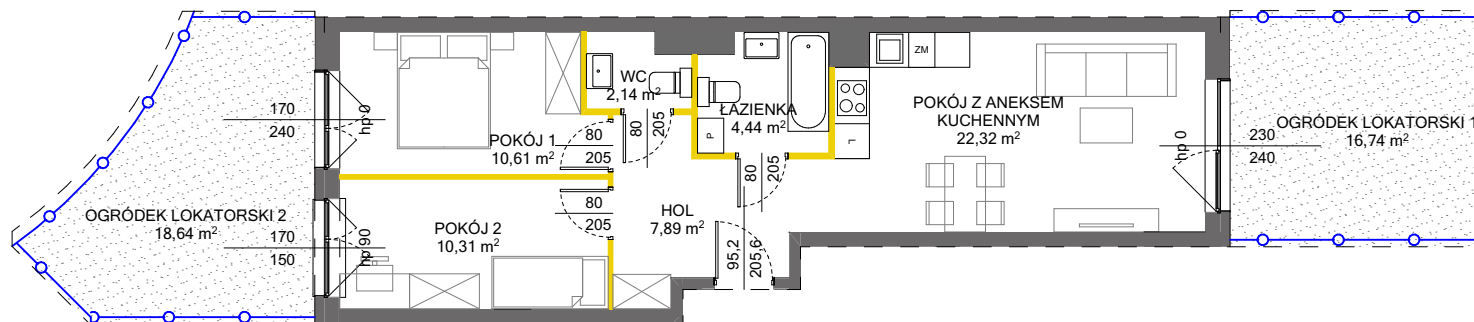 WC
2,14 m²
ZM
ŁAZIENKA
4,44 m²
P
L
POKÓJ Z ANEKSEM
KUCHENNYM
22,32 m²
POKÓJ 1
10,61 m²
POKÓJ 2
10,31 m²
HOL
7,89 m²
OGRÓDEK LOKATORSKI 2
18,64 m²
OGRÓDEK LOKATORSKI 1
16,74 m²
170
240
hp 0
170
150
hp 90
80
205
80
205
80
205
80
205
95,2
205,6
hp 0
230
240